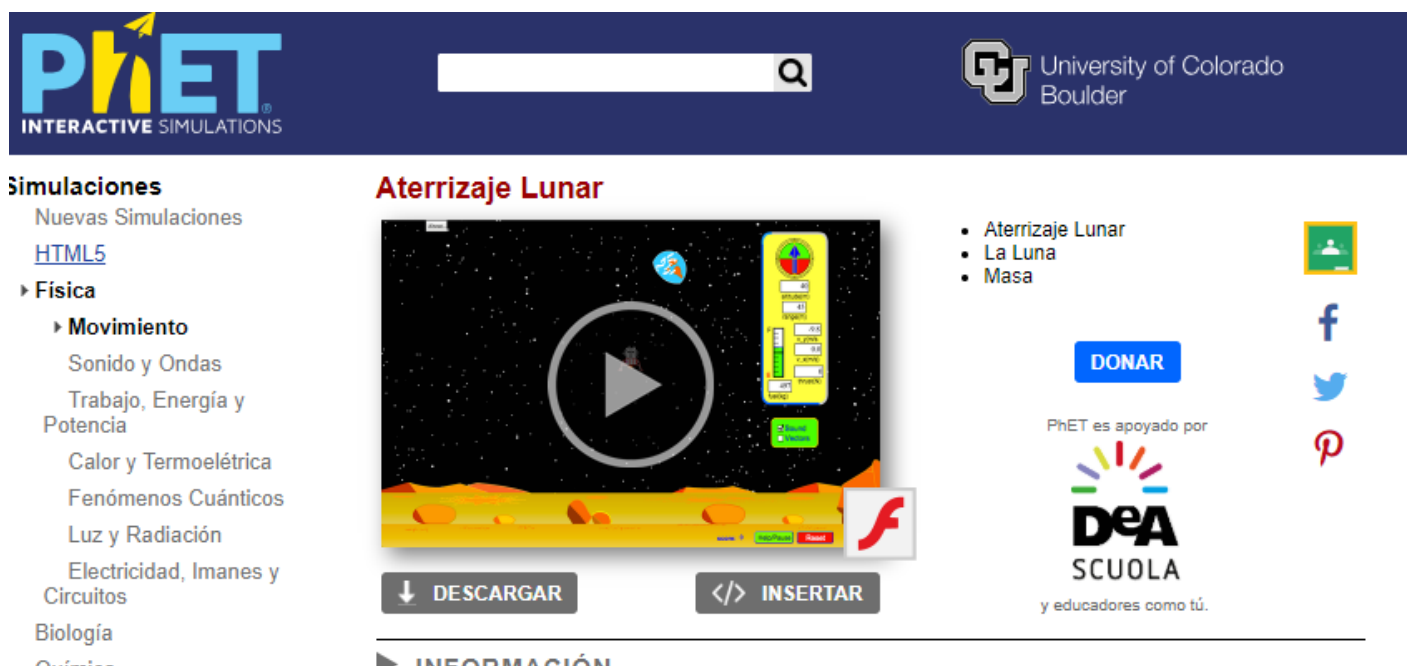 PhET
INTERACTIVE SIMULATIONS
University of Colorado
Boulder
Simulaciones
Nuevas Simulaciones
HTML5
Física
Movimiento
Sonido y Ondas
Trabajo, Energía y
Potencia
Calor y Termoelétrica
Fenómenos Cuánticos
Luz y Radiación
Electricidad, Imanes y
Circuitos
Biología
Aterrizaje Lunar
Sound
Vectors
Help/Pause
Reset
DESCARGAR
</> INSERTAR
INFORMACIÓN
Aterrizaje Lunar
La Luna
Masa
DONAR
PhET es apoyado por
DeA
SCUOLA
y educadores como tú.